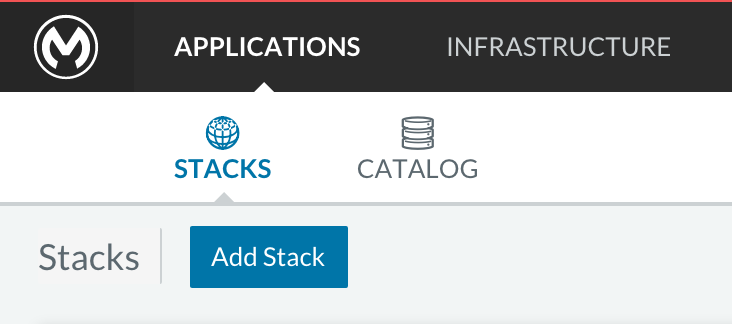 APPLICATIONS INFRASTRUCTURE
STACKS CATALOG
Stacks Add Stack